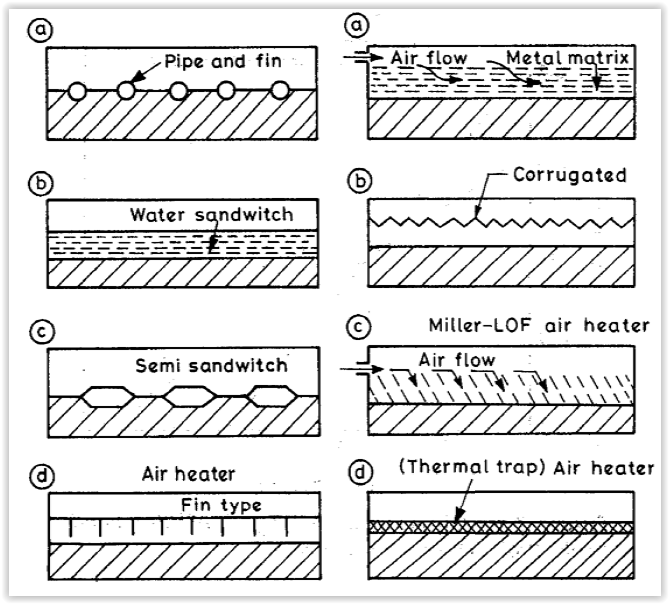 a
Pipe and fin
b
Water sandwitch
c
Semi sandwitch
d
Air heater
Fin type
a
Air flow Metal matrix
b
Corrugated
c
Miller-LOF air heater
Air flow
d
(Thermal trap) Air heater